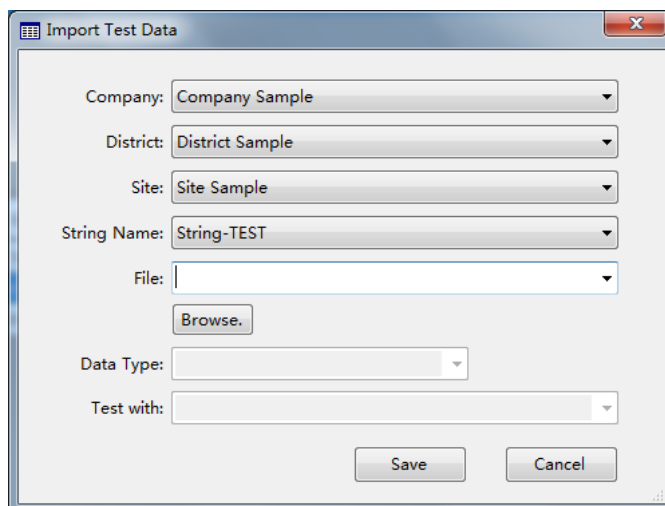 Import Test Data
Company: Company Sample
District: District Sample
Site: Site Sample
String Name: String-TEST
File:
Browse.
Data Type:
Test with:
Save Cancel